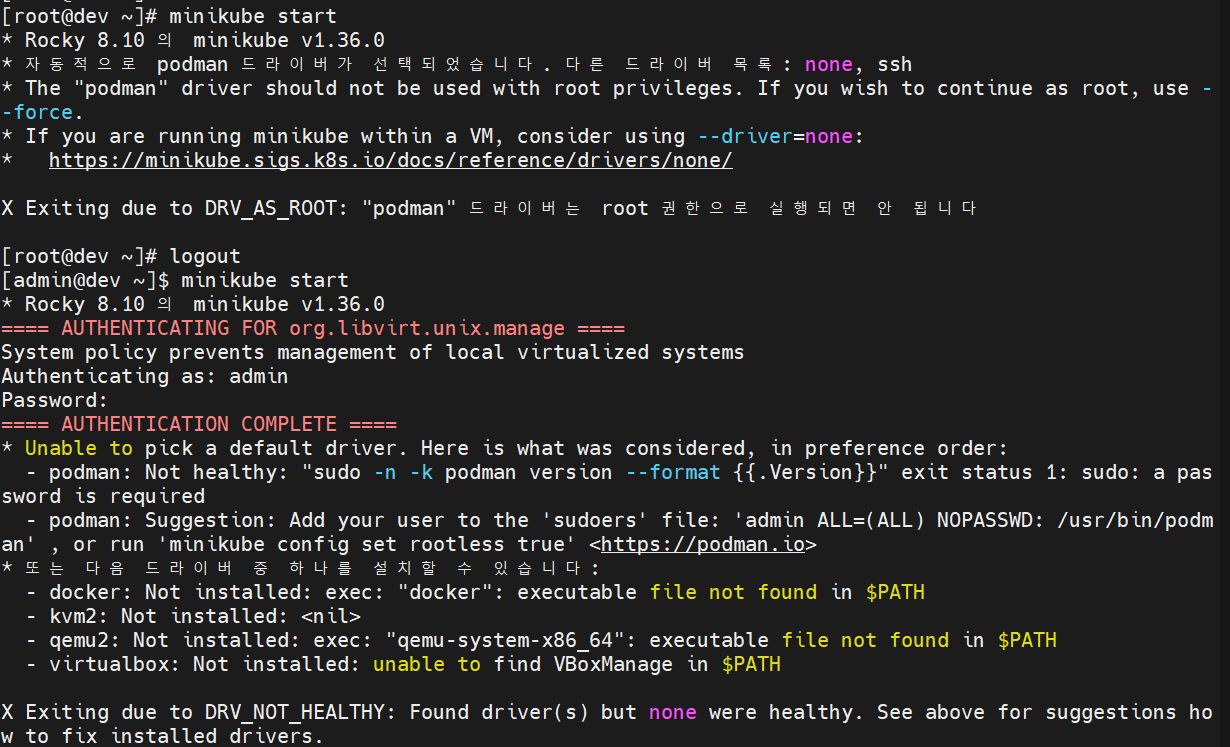 [root@dev ~]# minikube start
* Rocky 8.10 의  minikube v1.36.0
* 자동적으로 podman 드라이버가 선택되었습니다. 다른 드라이버 목록: none, ssh
* The "podman" driver should not be used with root privileges. If you wish to continue as root, use -
-force.
* If you are running minikube within a VM, consider using --driver=none:
*   https://minikube.sigs.k8s.io/docs/reference/drivers/none/
X Exiting due to DRV_AS_ROOT: "podman" 드라이버는 root 권한으로 실행되면 안 됩니다
[root@dev ~]# logout
[admin@dev ~]$ minikube start
* Rocky 8.10 의  minikube v1.36.0
==== AUTHENTICATING FOR org.libvirt.unix.manage ====
System policy prevents management of local virtualized systems
Authenticating as: admin
Password:
==== AUTHENTICATION COMPLETE ====
* Unable to pick a default driver. Here is what was considered, in preference order:
  - podman: Not healthy: "sudo -n -k podman version --format {{.Version}}" exit status 1: sudo: a pas
sword is required
  - podman: Suggestion: Add your user to the 'sudoers' file: 'admin ALL=(ALL) NOPASSWD: /usr/bin/podm
an' , or run 'minikube config set rootless true' <https://podman.io>
* 또는 다음 드라이버 중 하나를 설치할 수 있습니다:
  - docker: Not installed: exec: "docker": executable file not found in $PATH
  - kvm2: Not installed: <nil>
  - qemu2: Not installed: exec: "qemu-system-x86_64": executable file not found in $PATH
  - virtualbox: Not installed: unable to find VBoxManage in $PATH
X Exiting due to DRV_NOT_HEALTHY: Found driver(s) but none were healthy. See above for suggestions ho
w to fix installed drivers.